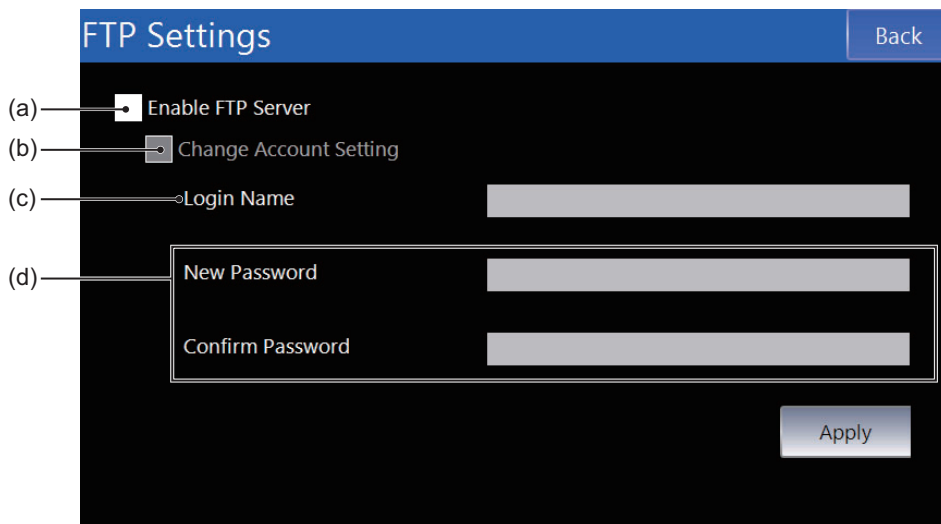 FTP Settings
Back
(a) Enable FTP Server
(b) Change Account Setting
(c) Login Name
(d) New Password
Confirm Password
Apply